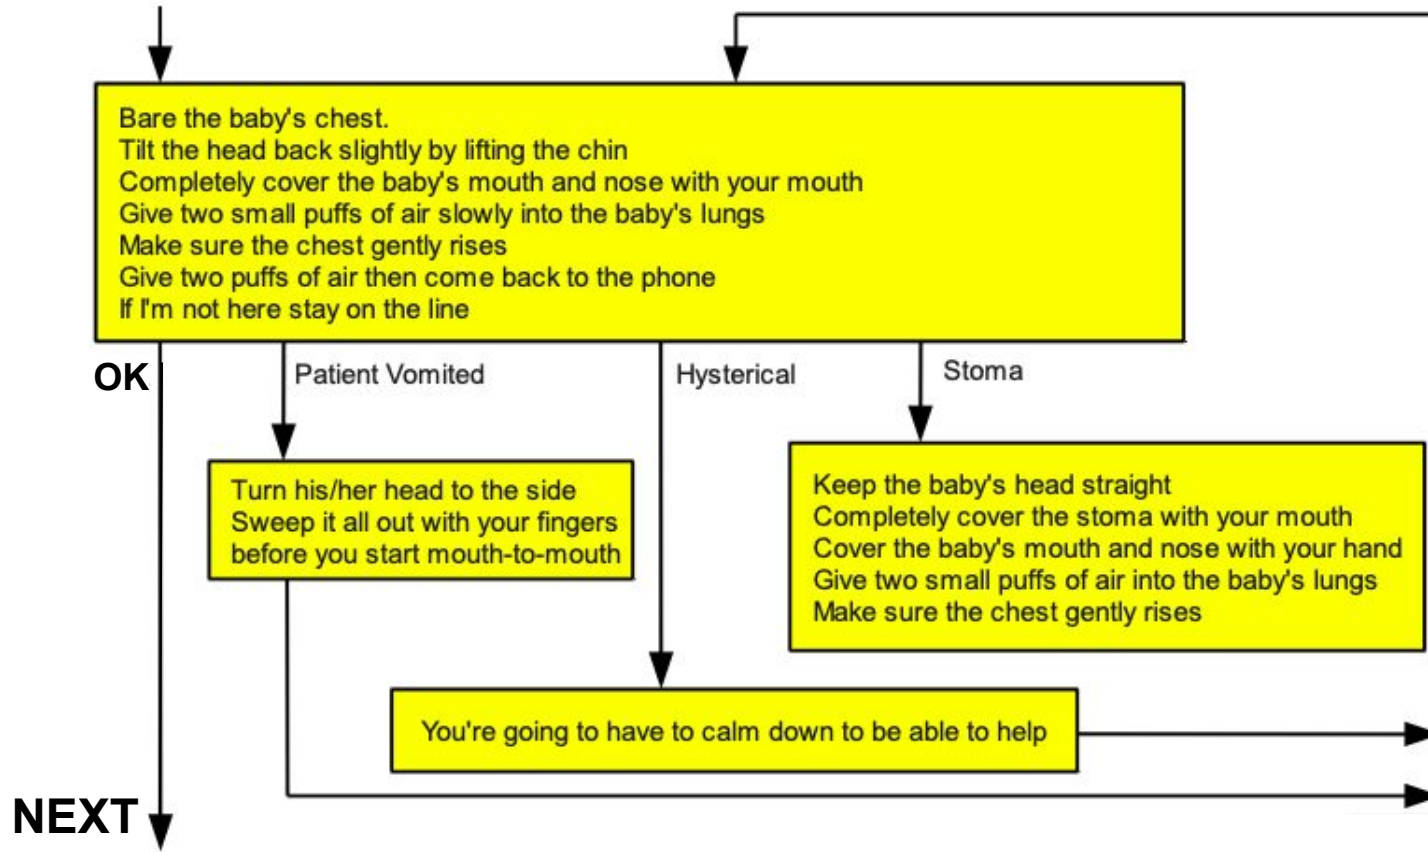 Bare the baby's chest.
Tilt the head back slightly by lifting the chin
Completely cover the baby's mouth and nose with your mouth
Give two small puffs of air slowly into the baby's lungs
Make sure the chest gently rises
Give two puffs of air then come back to the phone
If I'm not here stay on the line
OK
Patient Vomited
Hysterical
Stoma
Turn his/her head to the side
Sweep it all out with your fingers
before you start mouth-to-mouth
Keep the baby's head straight
Completely cover the stoma with your mouth
Cover the baby's mouth and nose with your hand
Give two small puffs of air into the baby's lungs
Make sure the chest gently rises
You're going to have to calm down to be able to help
NEXT